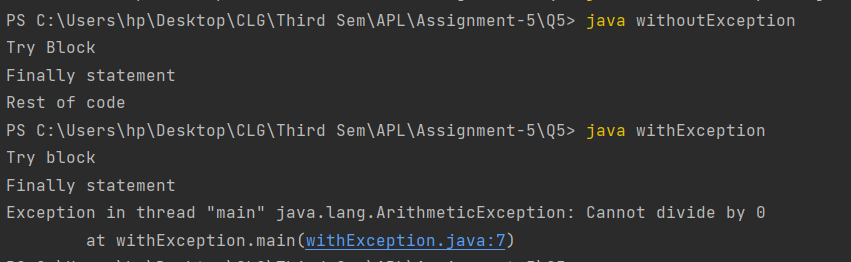 PS C:\Users\hp\Desktop\CLG\Third Sem\APL\Assignment-5\Q5> java withoutException
Try Block
Finally statement
Rest of code
PS C:\Users\hp\Desktop\CLG\Third Sem\APL\Assignment-5\Q5> java withException
Try block
Finally statement
Exception in thread "main" java.lang.ArithmeticException: Cannot divide by 0
        at withException.main(withException.java:7)